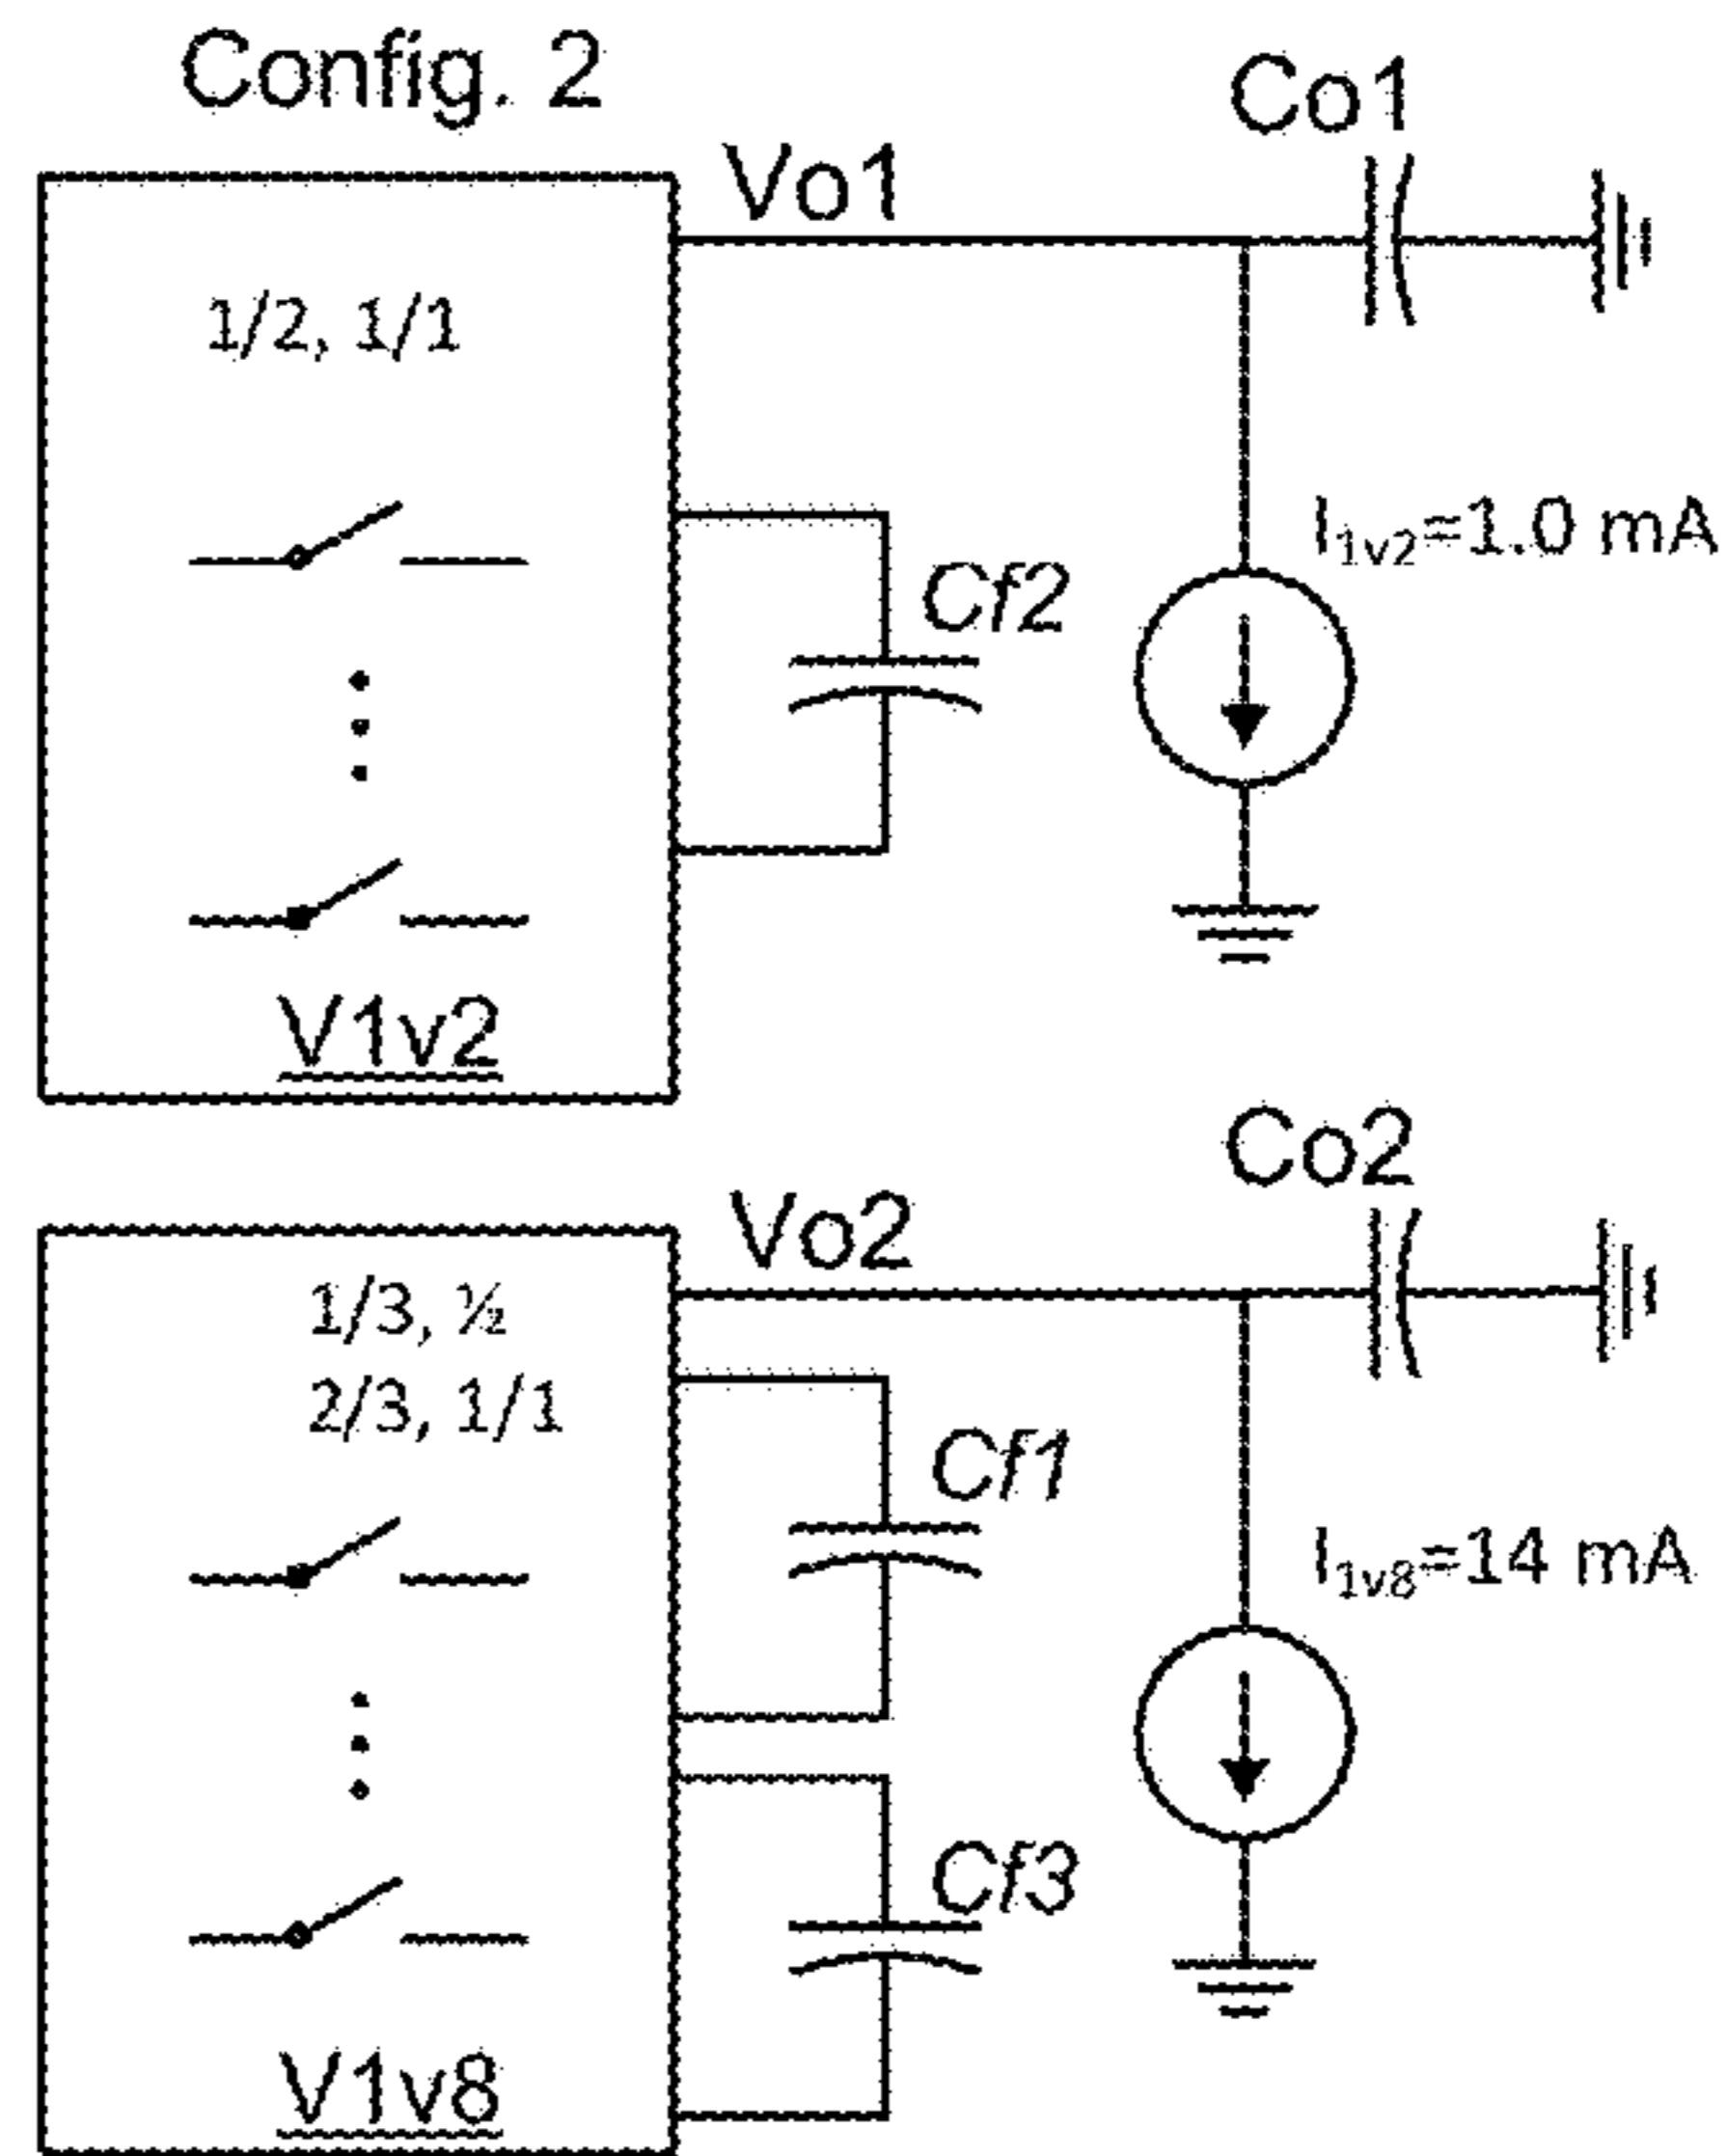 Config. 2
Co1
Vo1
1/2, 1/1
I1v2=1.0 mA
Cf2
V1v2
Co2
Vo2
1/3, ½
2/3, 1/1
Cf1
I1v8=14 mA
Cf3
V1v8